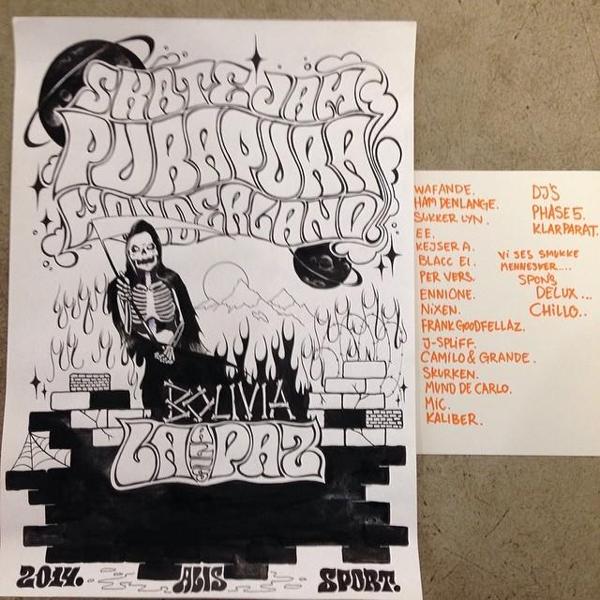 SKATE JAM
PURAPURA
WONDERLAND
BOLIVIA
LA PAZ
2014.
ALIS
SPORT.
WAFANDE.
HAM DEN LANGE.
SUKKER LYN.
EE.
KEJSER A.
BLACC EL.
PER VERS.
ENNIONE.
NIXEN.
FRANK GOODFELLAZ.
J-SPLIFF.
CAMILO & GRANDE.
SKURKEN.
MUND DE CARLO.
MIC.
KALIBER.
DJ'S
PHASE 5.
KLARPARAT.
Vi SES SMUKKE
MENNESKER....
SPONS
DELUX...
CHILLO..